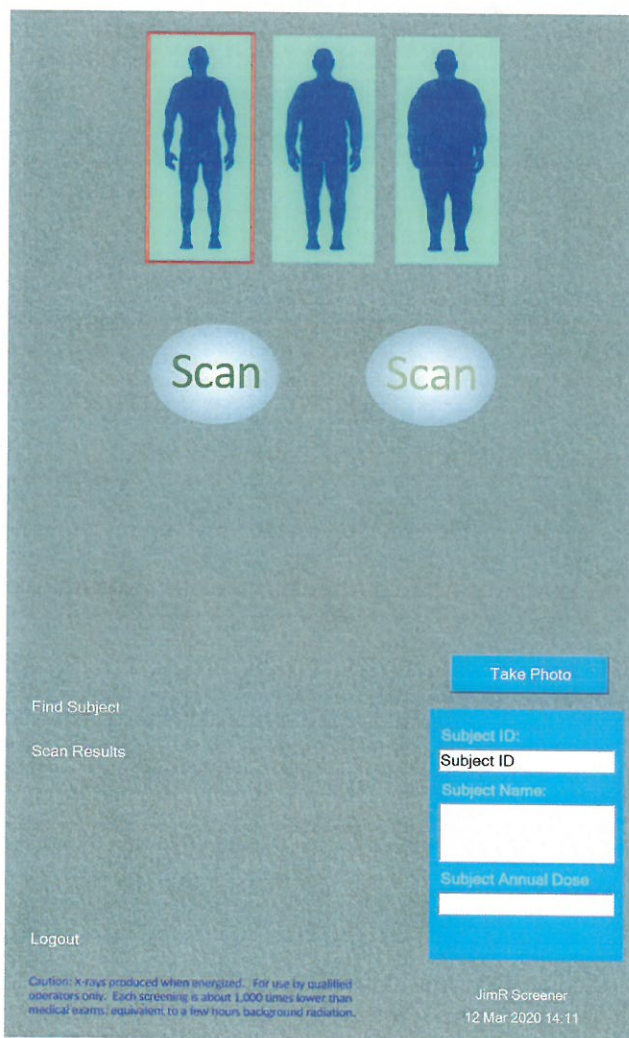 Scan
Scan
Take Photo
Find Subject
Scan Results
Subject ID:
Subject ID
Subject Name:
Subject Annual Dose
Logout
Caution: X-rays produced when energized. For use by qualified
operators only. Each screening is about 1,000 times lower than
medical exams, equivalent to a few hours background radiation.
JimR Screener
12 Mar 2020 14:11